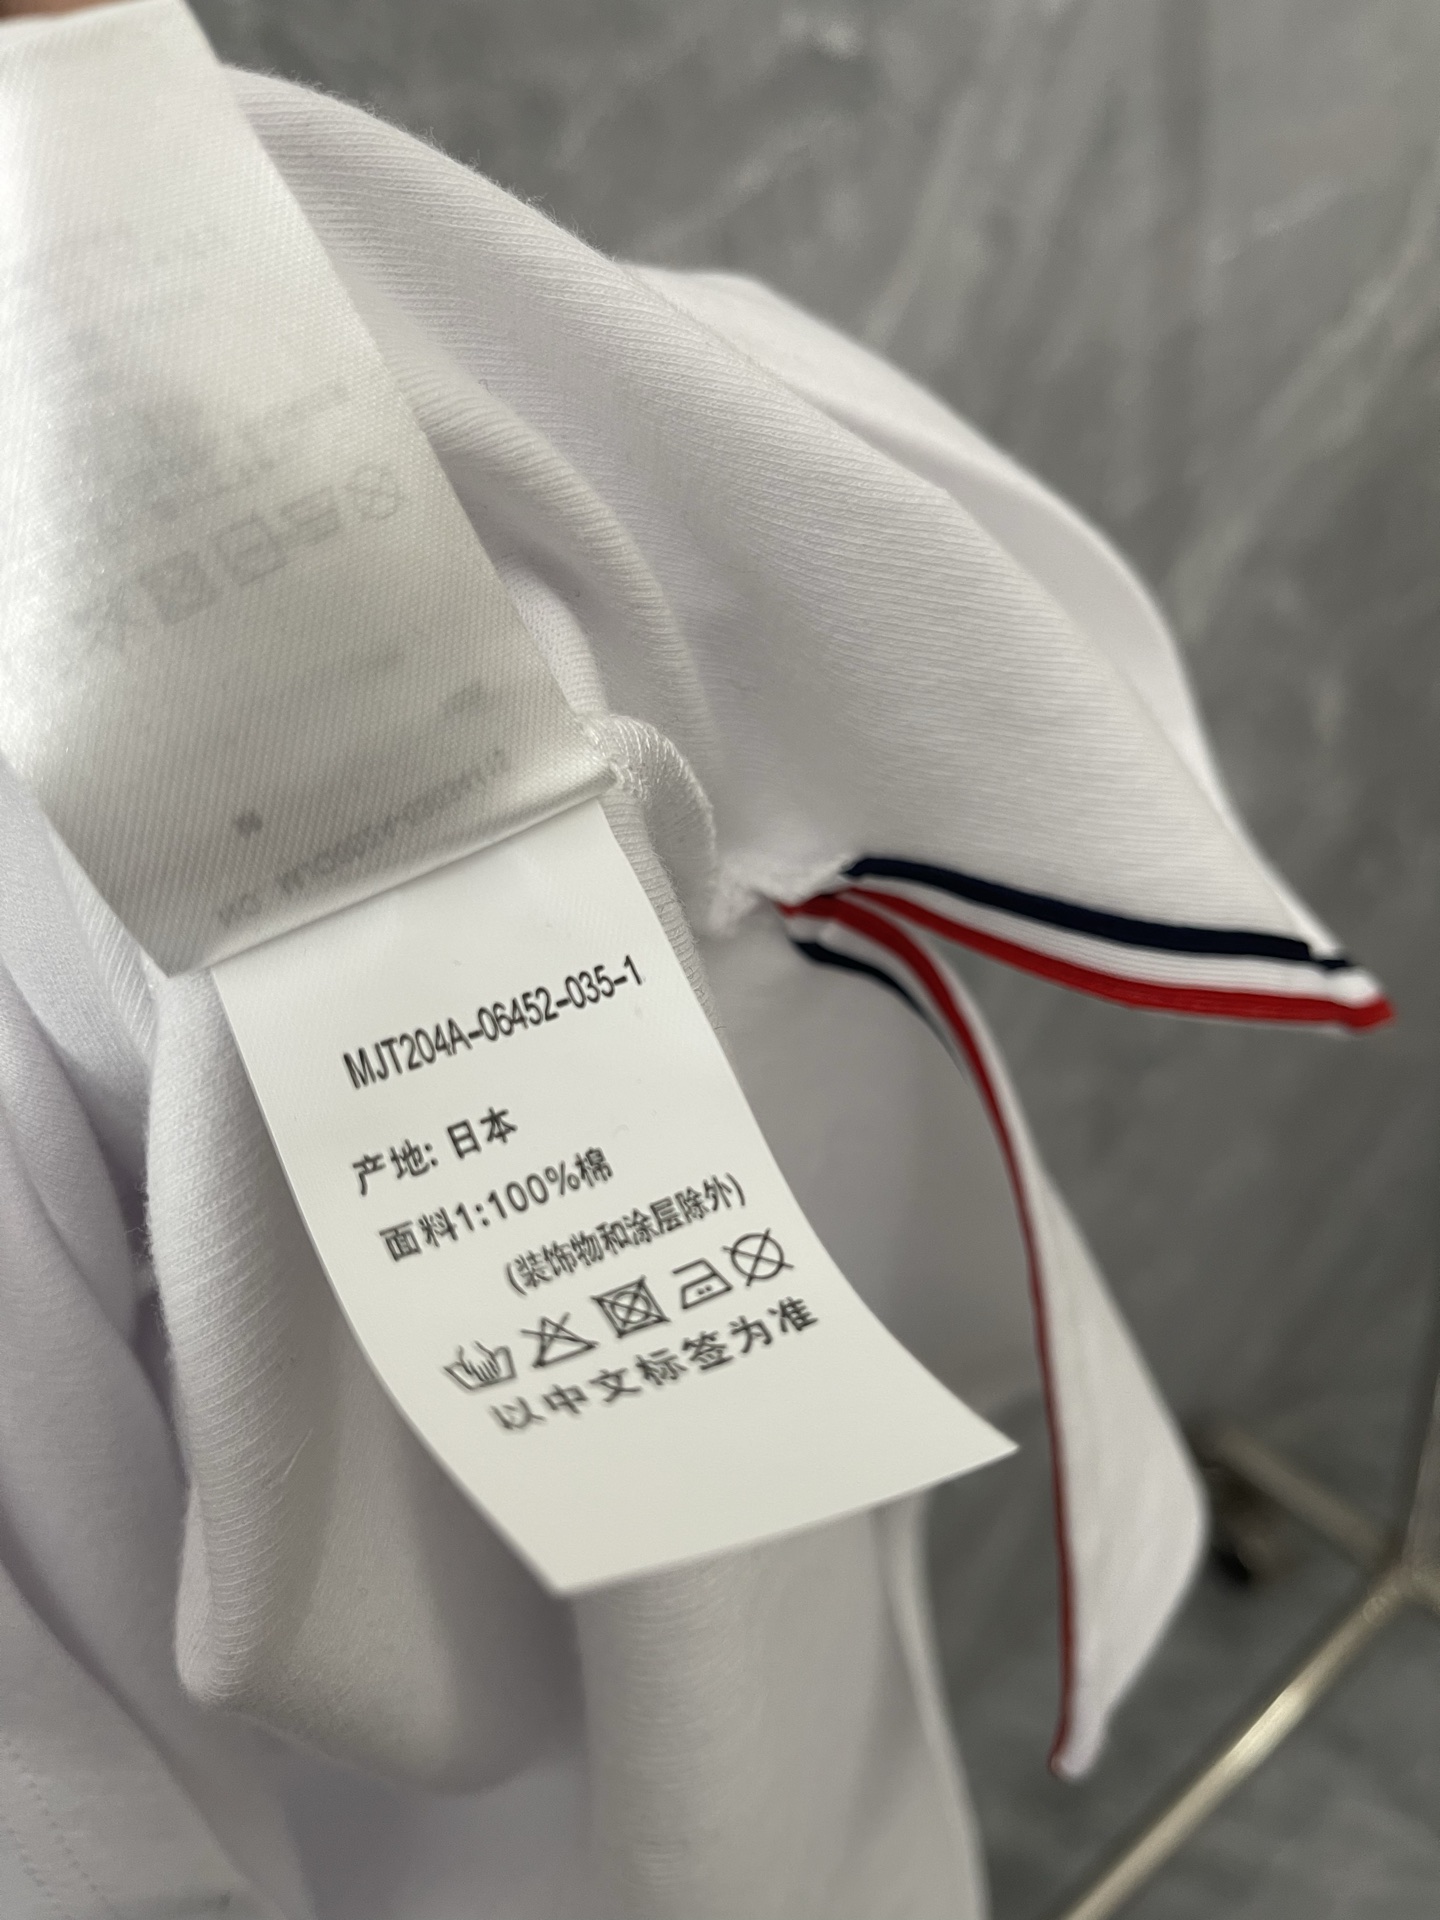 MJT204A-06452-035-1
产地: 日本
面料1:100%棉
(装饰物和涂层除外)
以中文标签为准